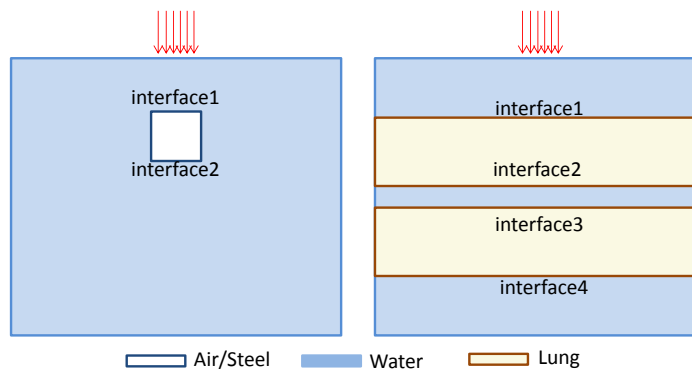 interface1
interface2
interface1
interface2
interface3
interface4
Air/Steel Water Lung